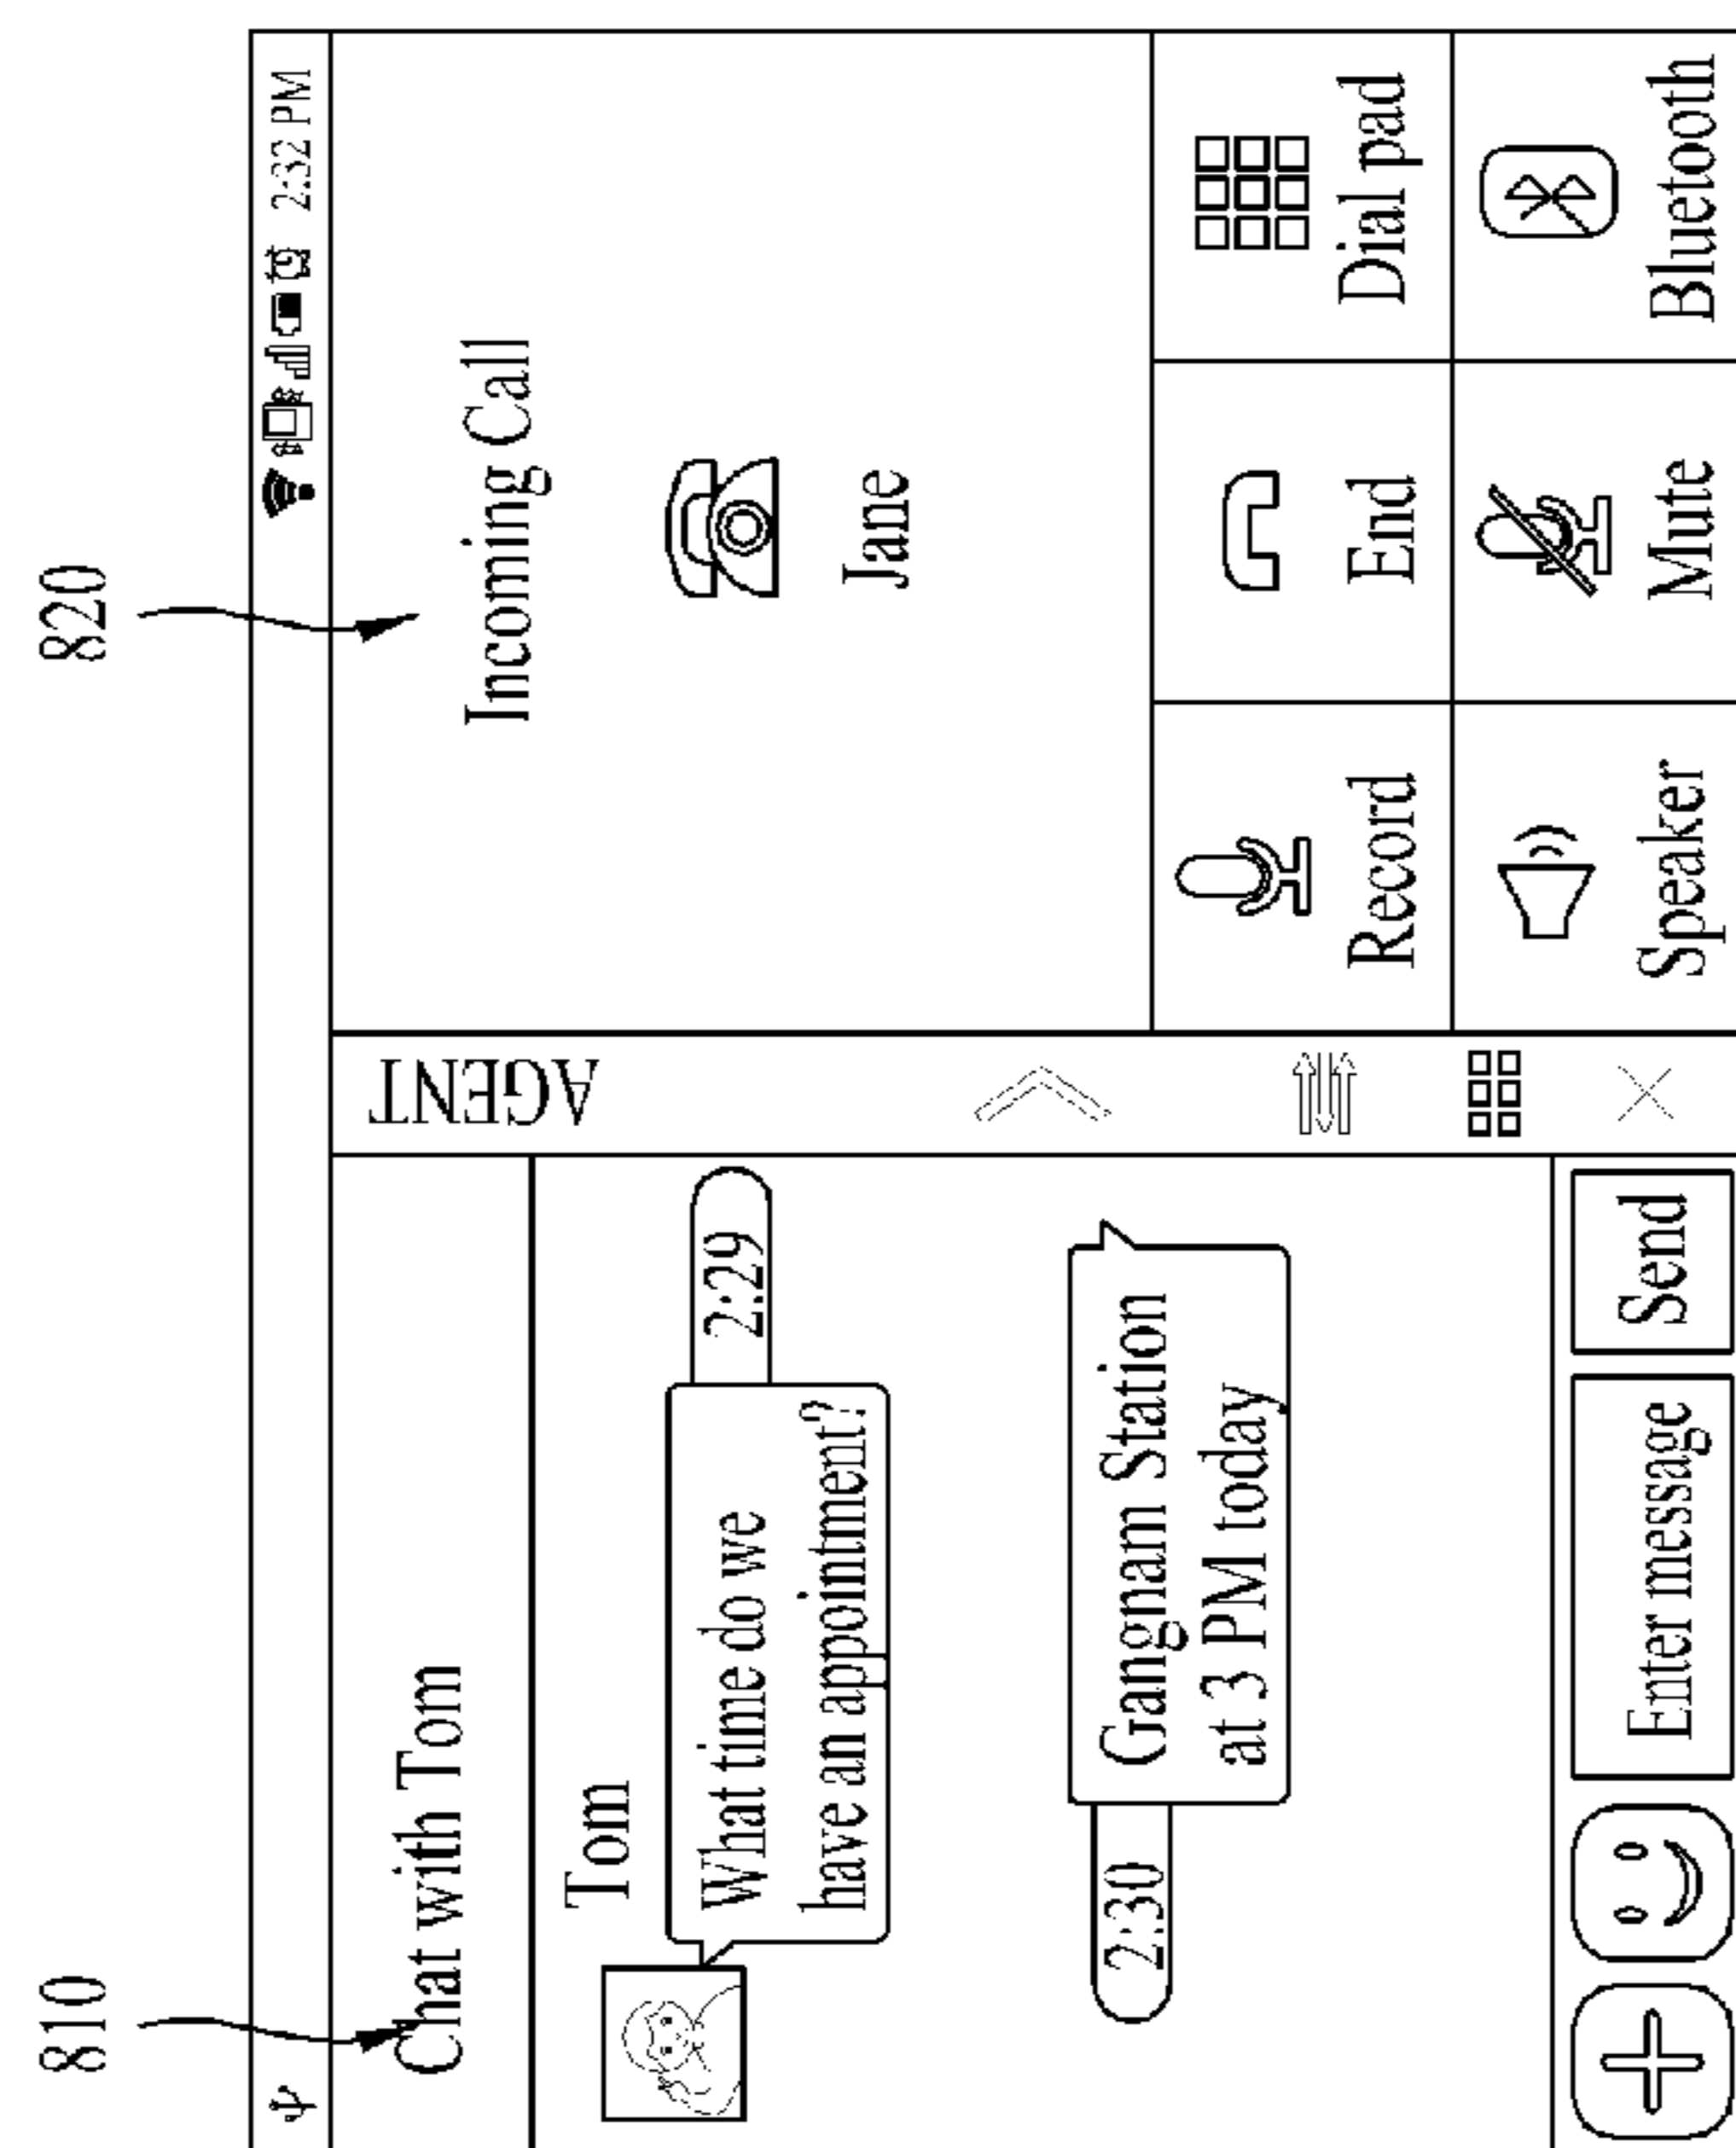 810
820
2:32 PM
Chat with Tom
Tom
What time do we
have an appointment?
2:29
2:30
Gangnam Station
at 3 PM today
Enter message
Send
AGENT
Incoming Call
Jane
Record
End
Dial pad
Speaker
Mute
Bluetooth